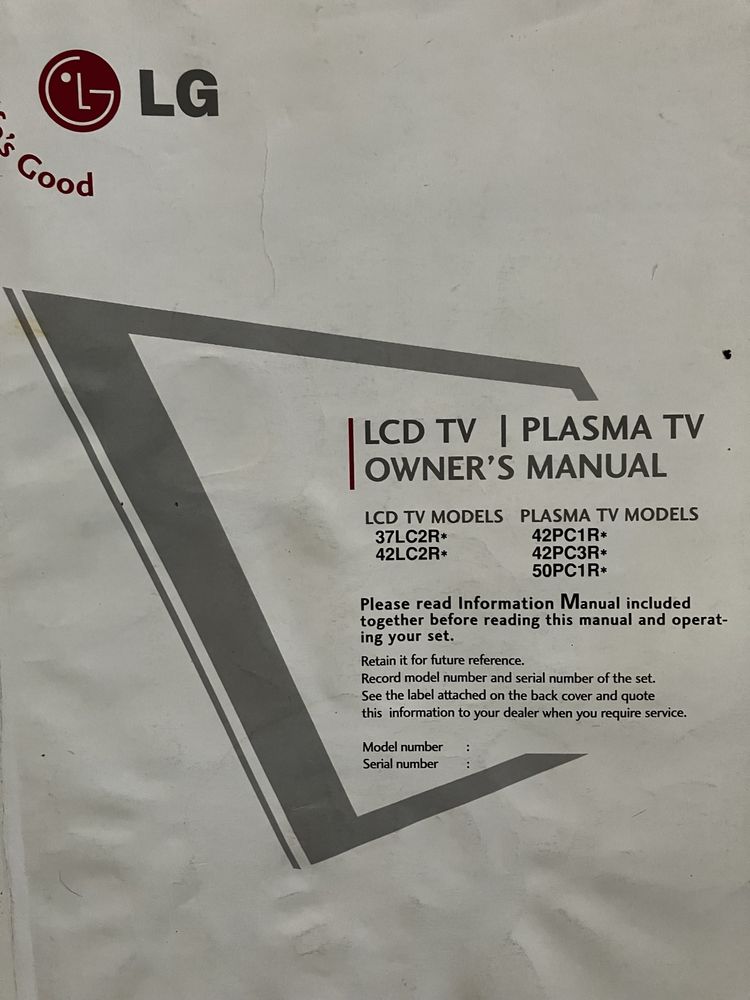 LG
's Good
LCD TV | PLASMA TV
OWNER'S MANUAL
LCD TV MODELS PLASMA TV MODELS
37LC2R* 42PC1R*
42LC2R* 42PC3R*
50PC1R*
Please read Information Manual included
together before reading this manual and operat-
ing your set.
Retain it for future reference.
Record model number and serial number of the set.
See the label attached on the back cover and quote
this information to your dealer when you require service.
Model number :
Serial number :